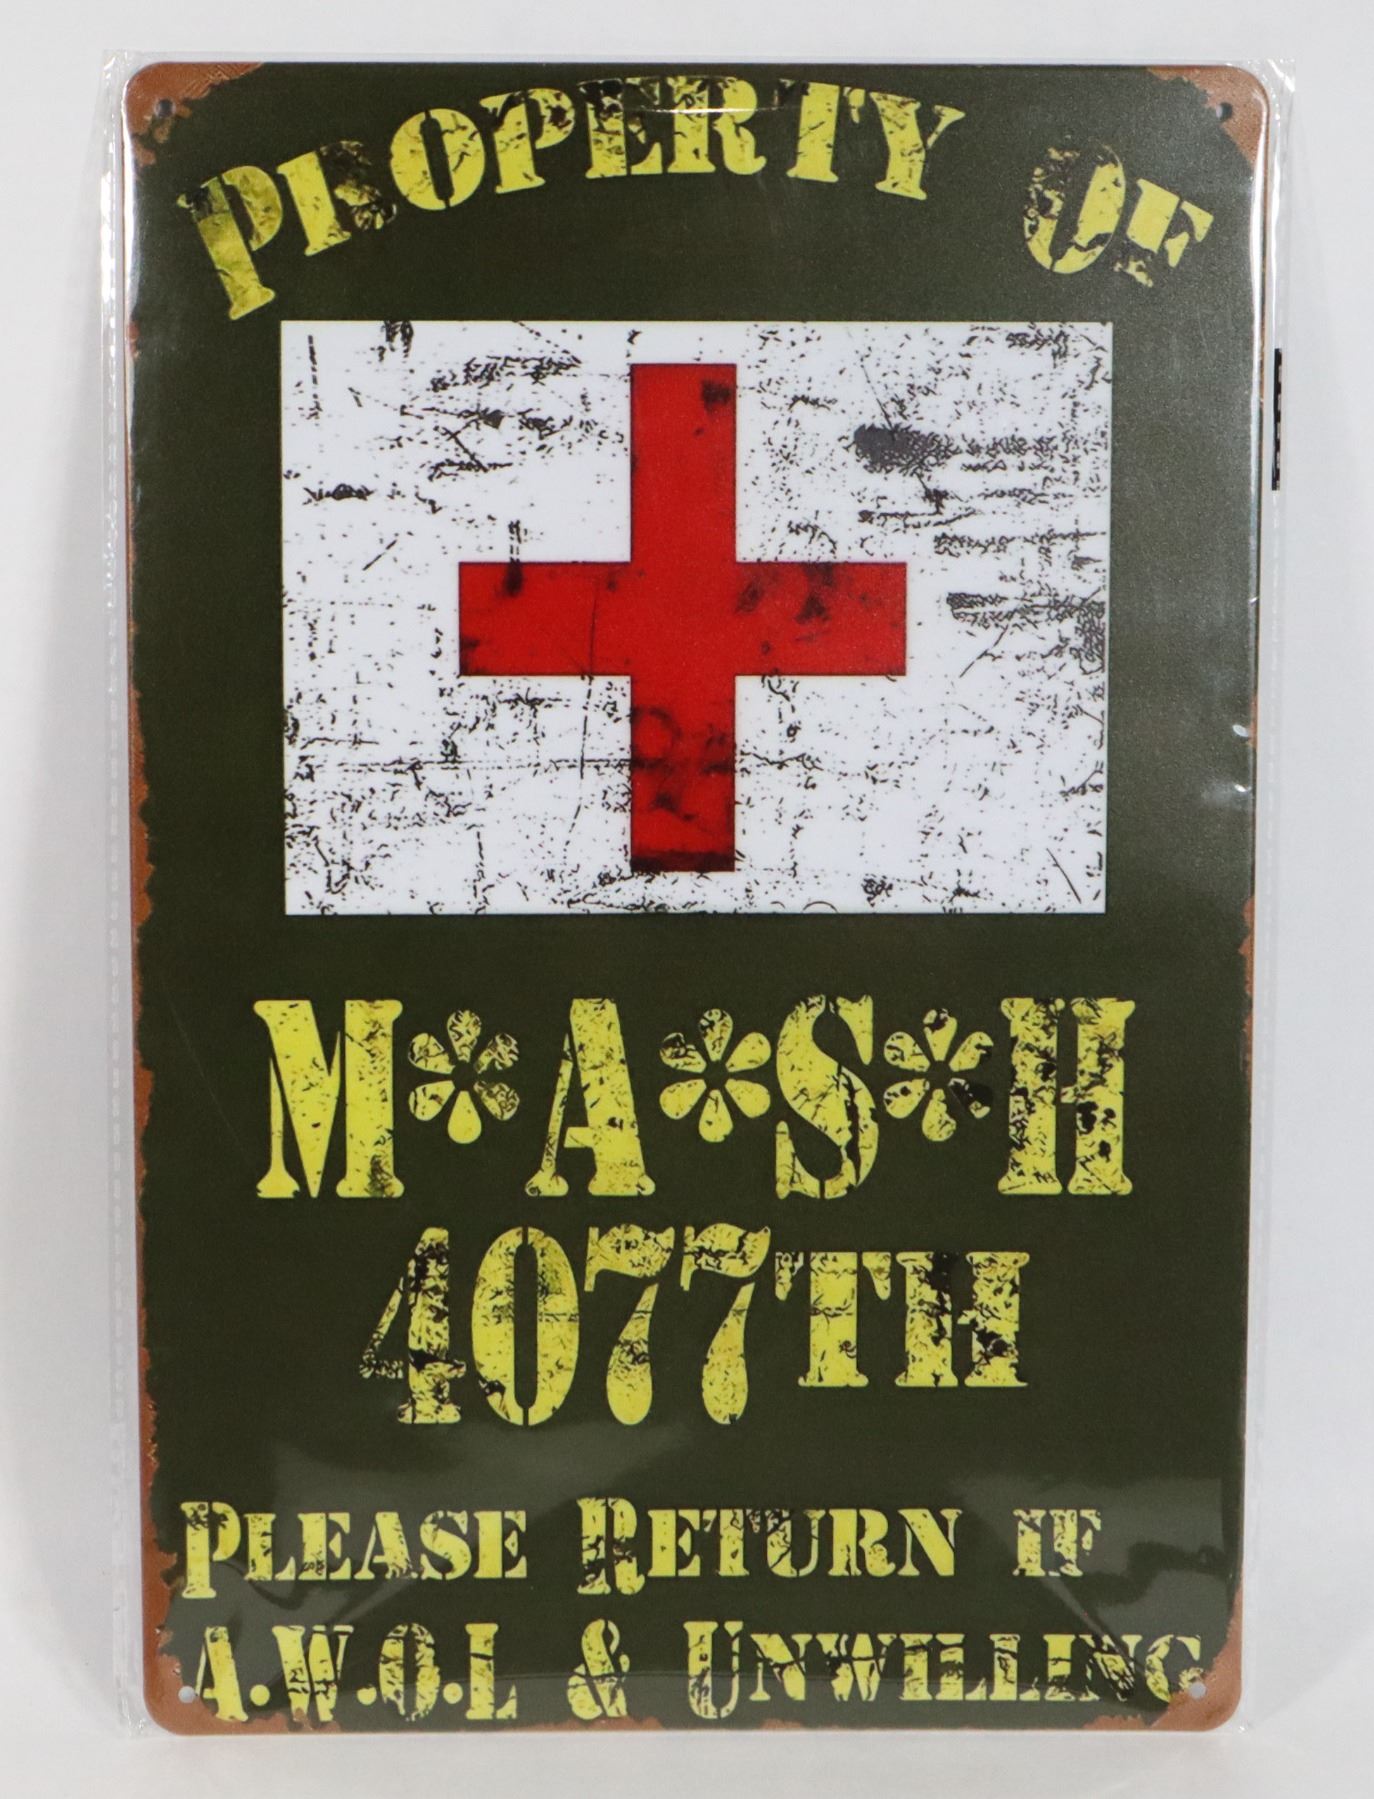 PROPERTY OF
M*A*S*H
4077TH
PLEASE RETURN IF
A.W.O.L & UNWILLING